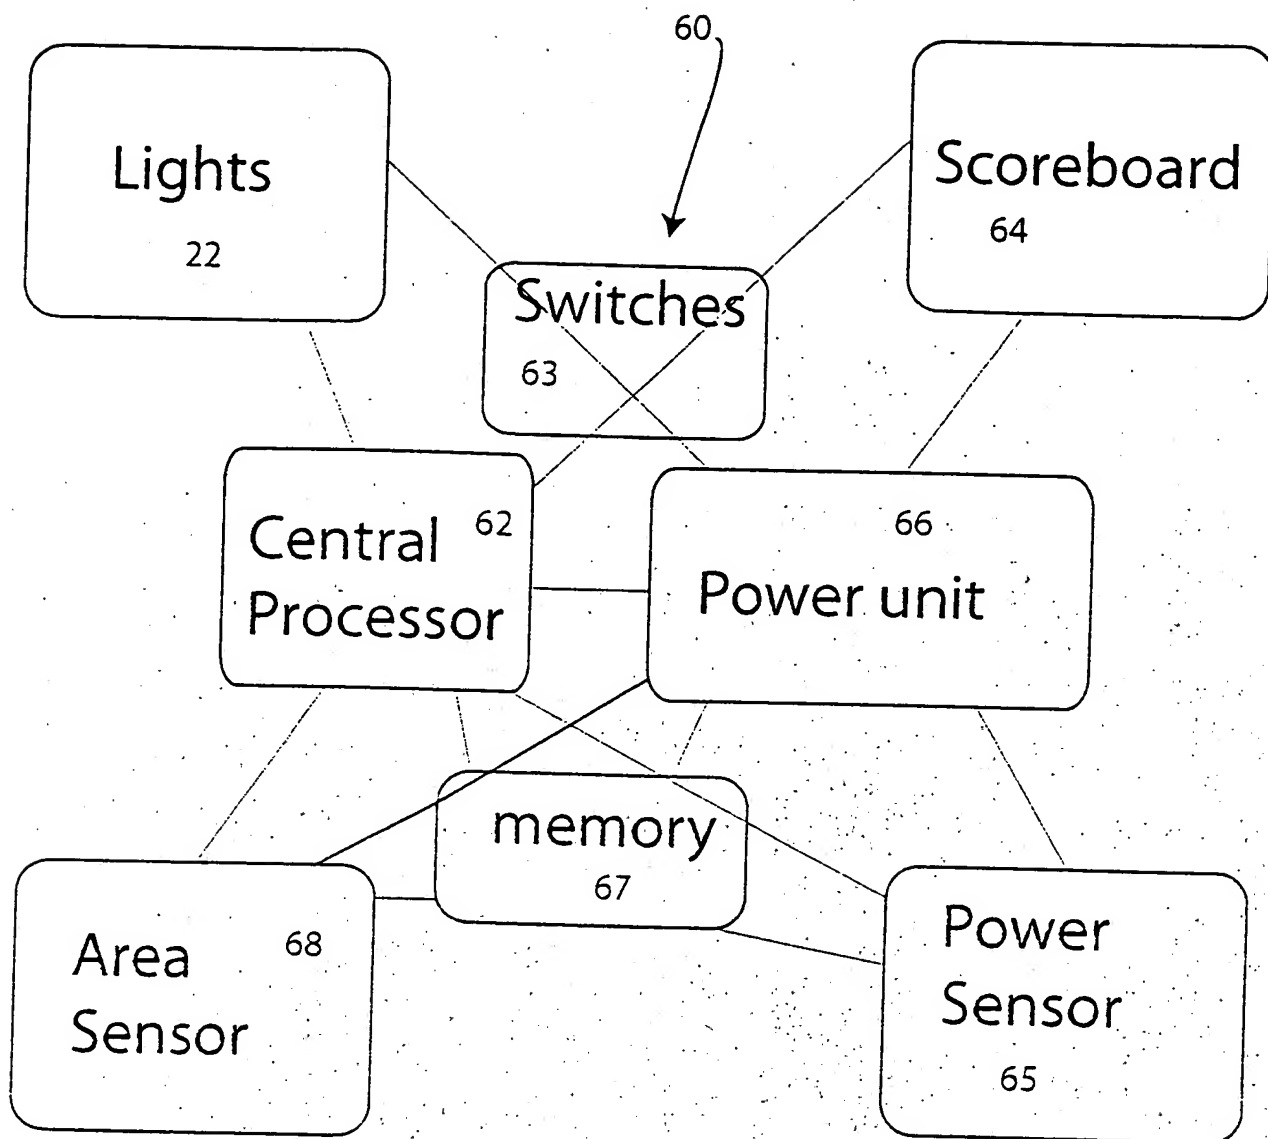 60
Lights
22
Scoreboard
64
Switches
63
Central
Processor
62
66
Power unit
memory
67
Area
Sensor
68
Power
Sensor
65